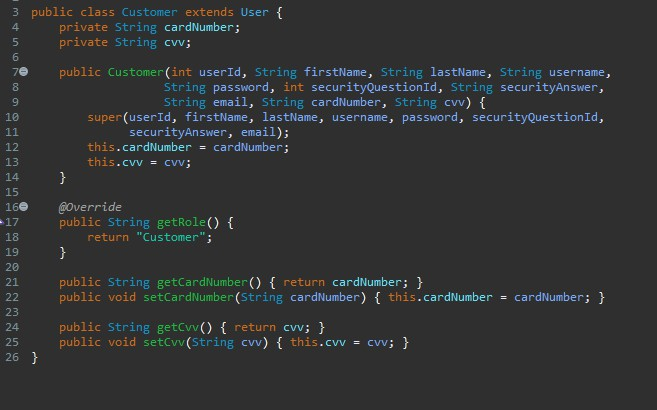 3 public class Customer extends User {
4     private String cardNumber;
5     private String cvv;
6
7     public Customer(int userId, String firstName, String lastName, String username,
8                    String password, int securityQuestionId, String securityAnswer,
9                    String email, String cardNumber, String cvv) {
10         super(userId, firstName, lastName, username, password, securityQuestionId,
11               securityAnswer, email);
12         this.cardNumber = cardNumber;
13         this.cvv = cvv;
14     }
15
16     @Override
17     public String getRole() {
18         return "Customer";
19     }
20
21     public String getCardNumber() { return cardNumber; }
22     public void setCardNumber(String cardNumber) { this.cardNumber = cardNumber; }
23
24     public String getCvv() { return cvv; }
25     public void setCvv(String cvv) { this.cvv = cvv; }
26 }